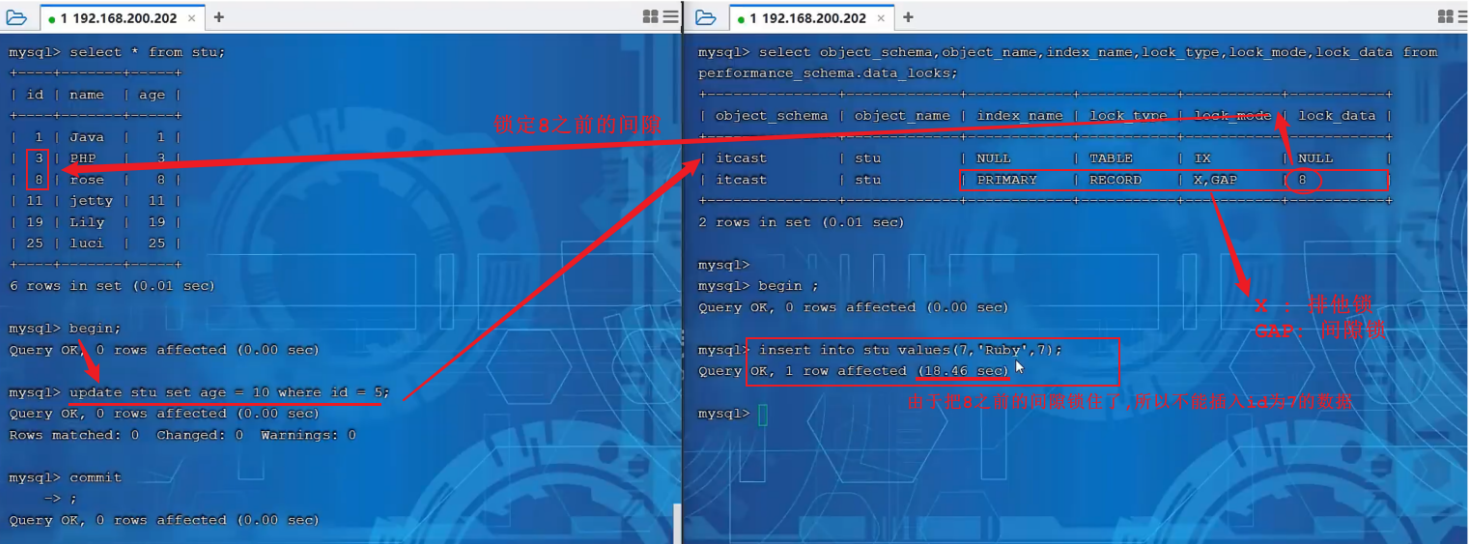 1 192.168.200.202 × +
mysql> select * from stu;
+----+-------+-----+
| id | name  | age |
+----+-------+-----+
|  1 | Java  |   1 |
|  3 | PHP   |   3 |
|  8 | rose  |   8 |
| 11 | jetty |  11 |
| 19 | Lily  |  19 |
| 25 | luci  |  25 |
+----+-------+-----+
6 rows in set (0.01 sec)
mysql> begin;
Query OK, 0 rows affected (0.00 sec)
mysql> update stu set age = 10 where id = 5;
Query OK, 0 rows affected (0.00 sec)
Rows matched: 0  Changed: 0  Warnings: 0
mysql> commit
    -> ;
Query OK, 0 rows affected (0.00 sec)
锁定8之前的间隙
1 192.168.200.202 × +
mysql> select object_schema,object_name,index_name,lock_type,lock_mode,lock_data from
performance_schema.data_locks;
+---------------+-------------+------------+-----------+-----------+-----------+
| object_schema | object_name | index_name | lock_type | lock_mode | lock_data |
+---------------+-------------+------------+-----------+-----------+-----------+
| itcast        | stu         | NULL       | TABLE     | IX        | NULL      |
| itcast        | stu         | PRIMARY    | RECORD    | X,GAP     | 8         |
+---------------+-------------+------------+-----------+-----------+-----------+
2 rows in set (0.01 sec)
mysql>
mysql> begin ;
Query OK, 0 rows affected (0.00 sec)
X : 排他锁
GAP: 间隙锁
mysql> insert into stu values(7,'Ruby',7);
Query OK, 1 row affected (18.46 sec)
由于把8之前的间隙锁住了,所以不能插入id为7的数据
mysql>